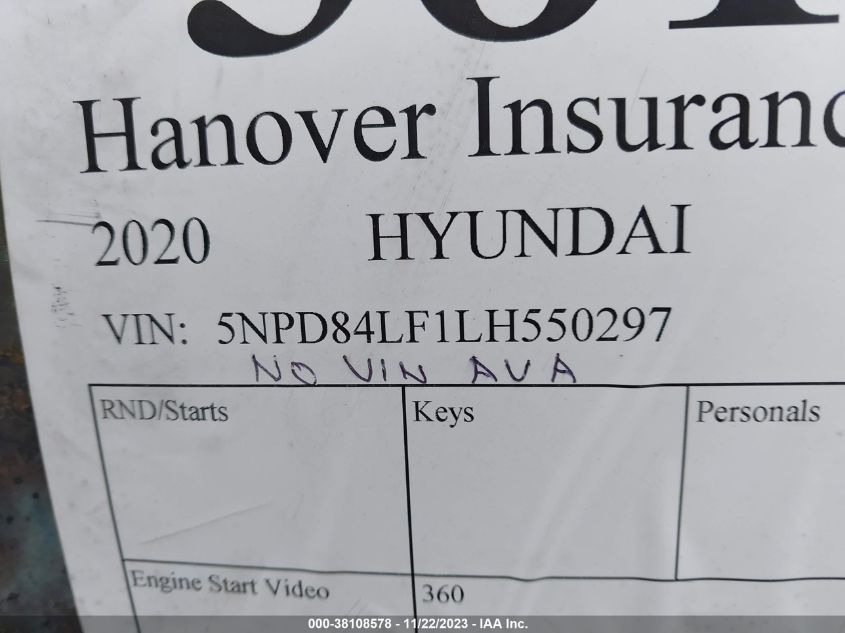 Hanover Insuranc
2020 HYUNDAI
VIN: 5NPD84LF1LH550297
NO VIN AVA
RND/Starts Keys Personals
Engine Start Video 360
000-38108578 - 11/22/2023 - IAA Inc.